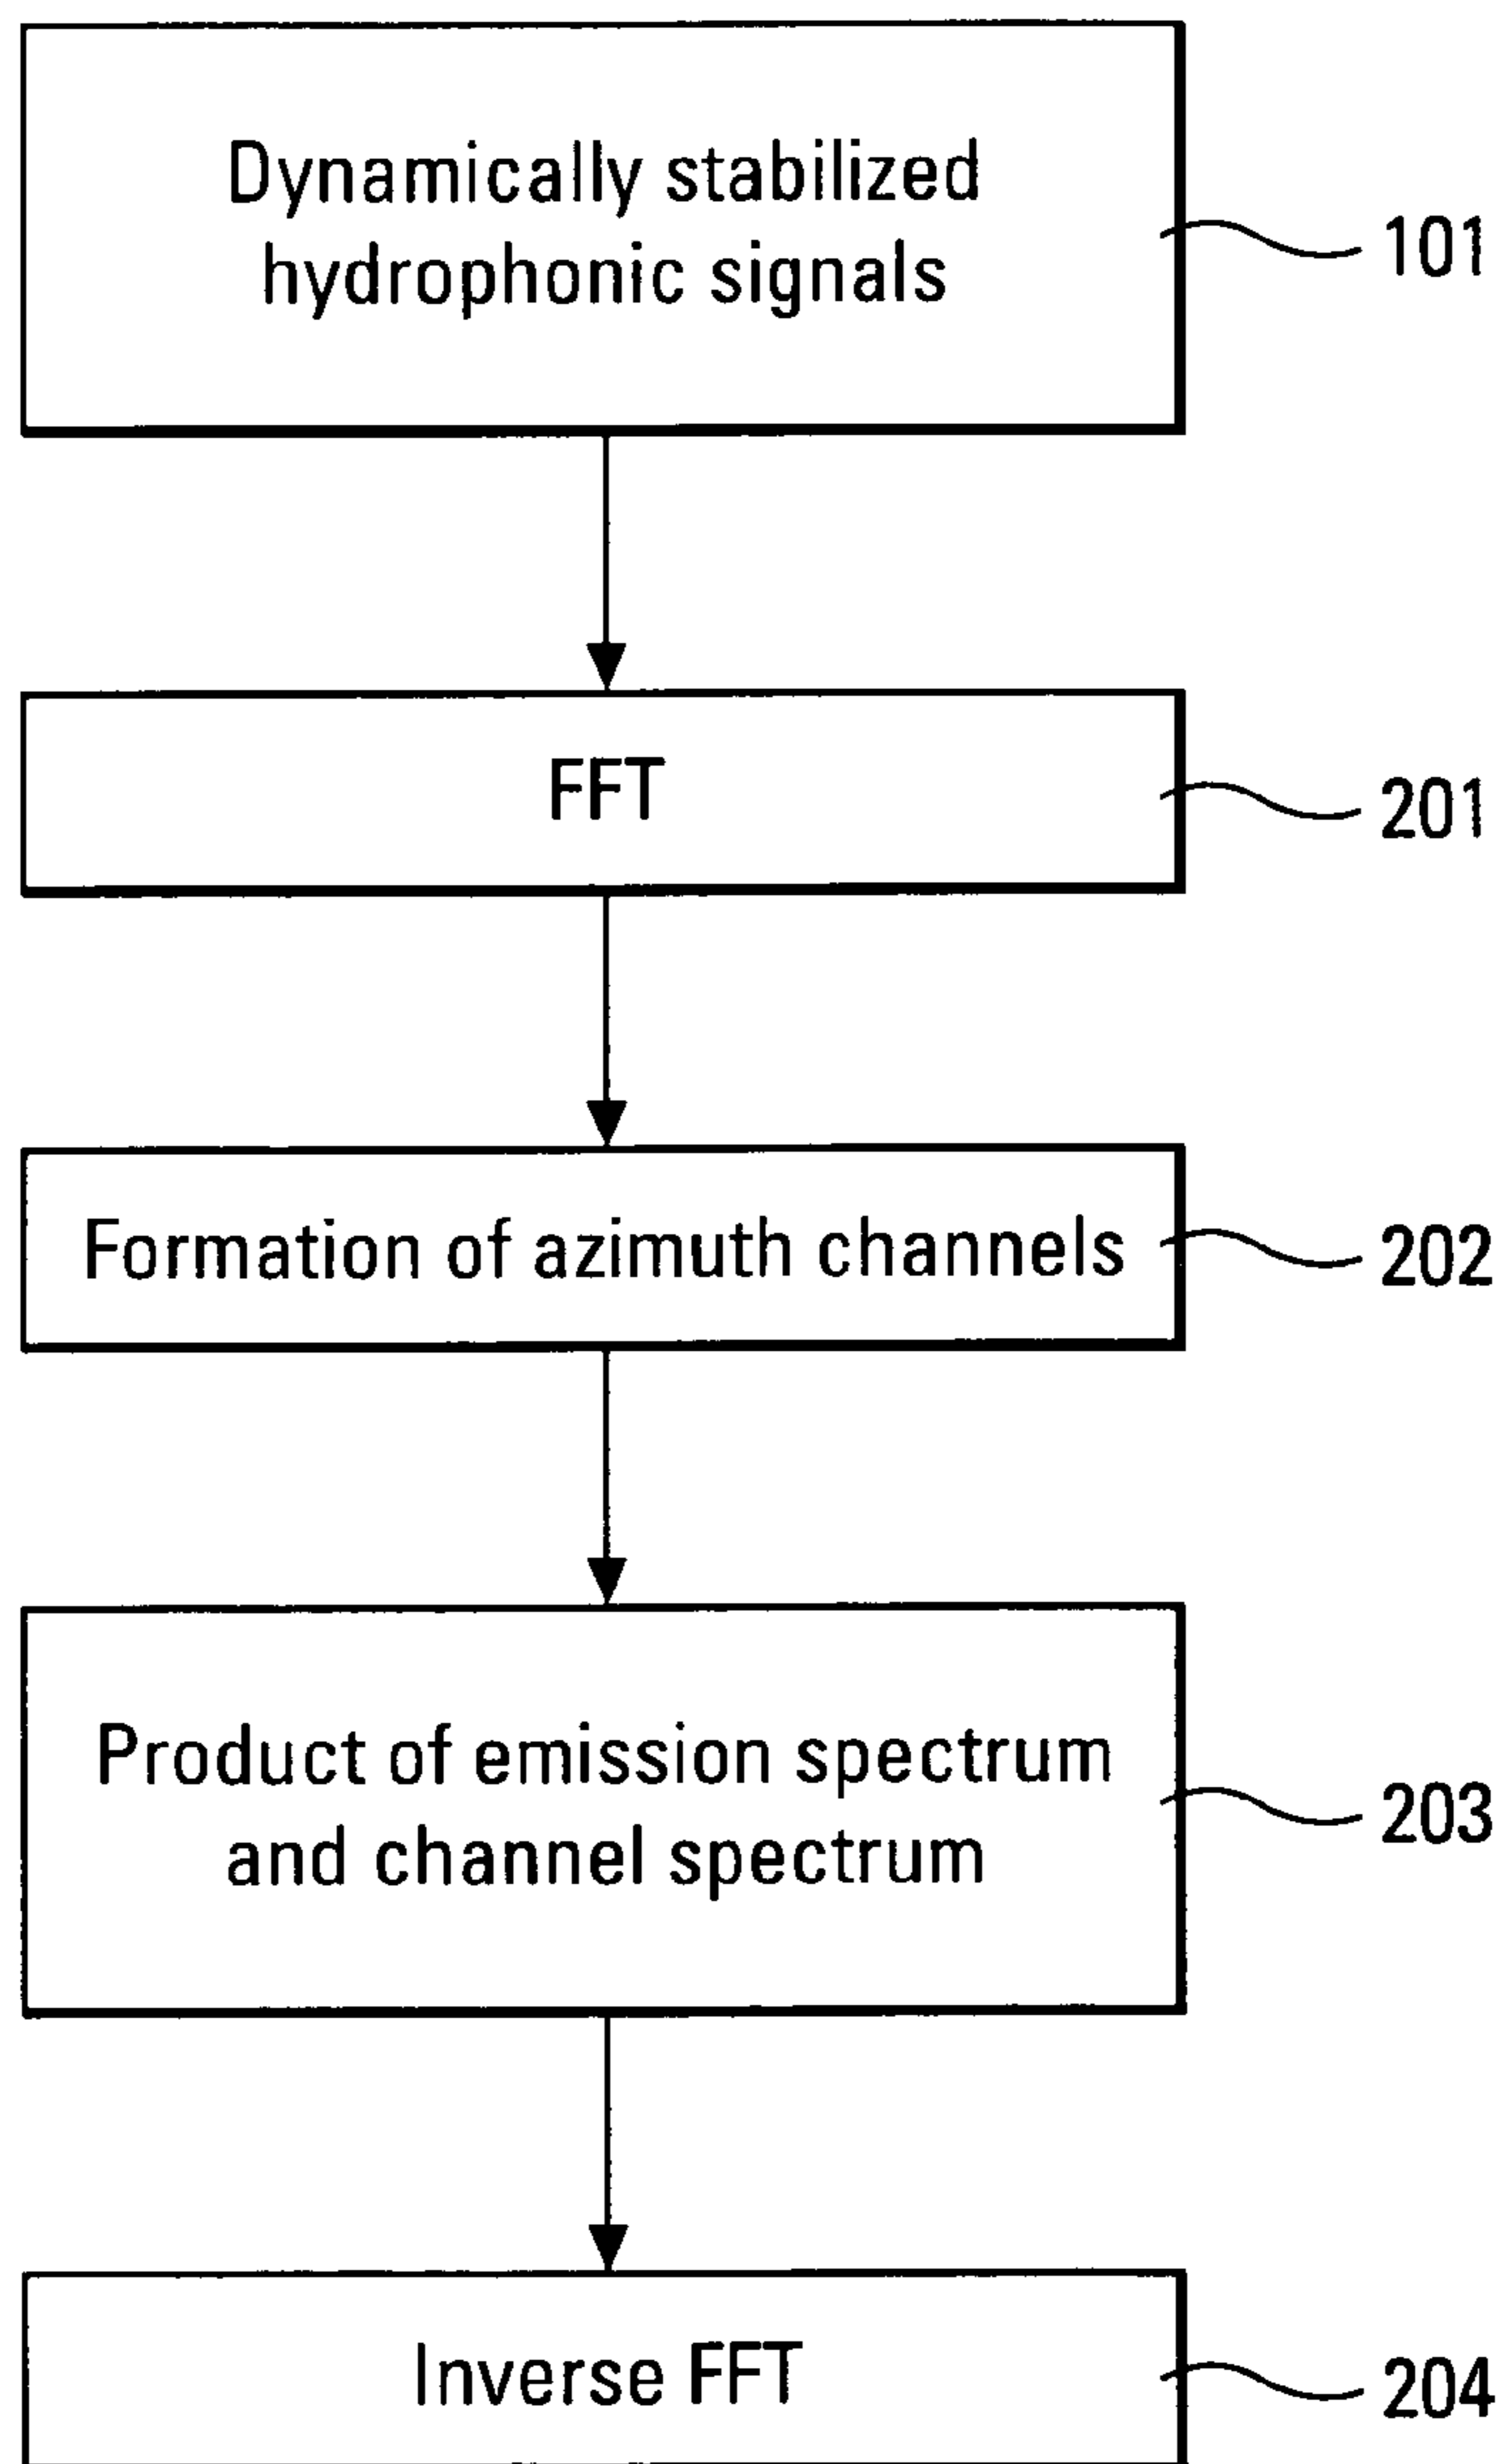 Dynamically stabilized
hydrophonic signals
101
FFT
201
Formation of azimuth channels
202
Product of emission spectrum
and channel spectrum
203
Inverse FFT
204